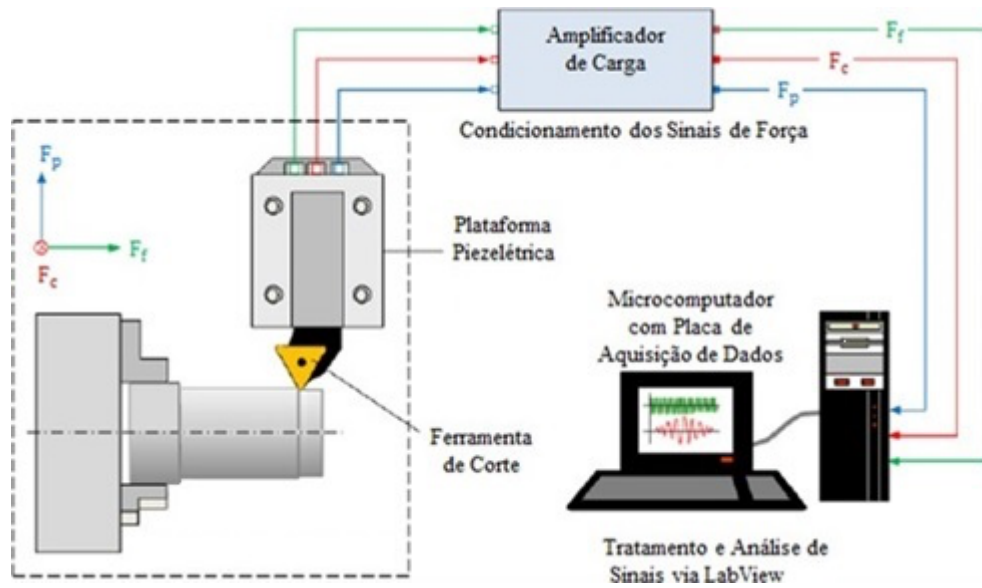 Amplificador
de Carga
Ff
Fc
Fp
Condicionamento dos Sinais de Força
Fp
Ff
Fc
Plataforma
Piezelétrica
Microcomputador
com Placa de
Aquisição de Dados
Ferramenta
de Corte
Tratamento e Análise de
Sinais via LabView